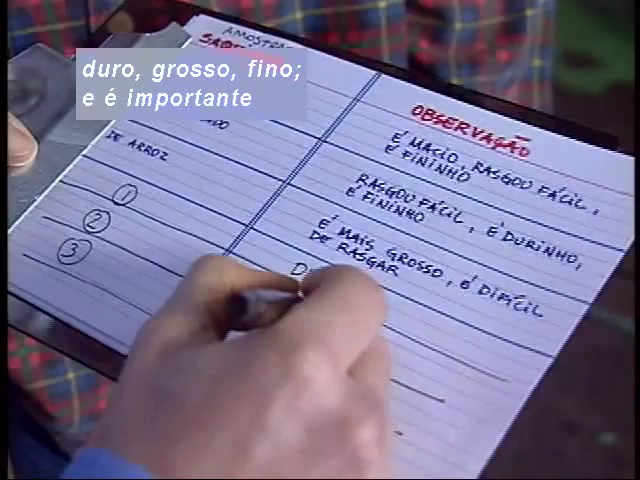 duro, grosso, fino;
e é importante
AMOSTRA
OBSERVAÇÃO
É MACIO, RASGOU FÁCIL,
É FININHO
RASGOU FÁCIL, É DURINHO,
É FININHO
DE ARROZ
É MAIS GROSSO, É DIFÍCIL
DE RASGAR
1
2
3